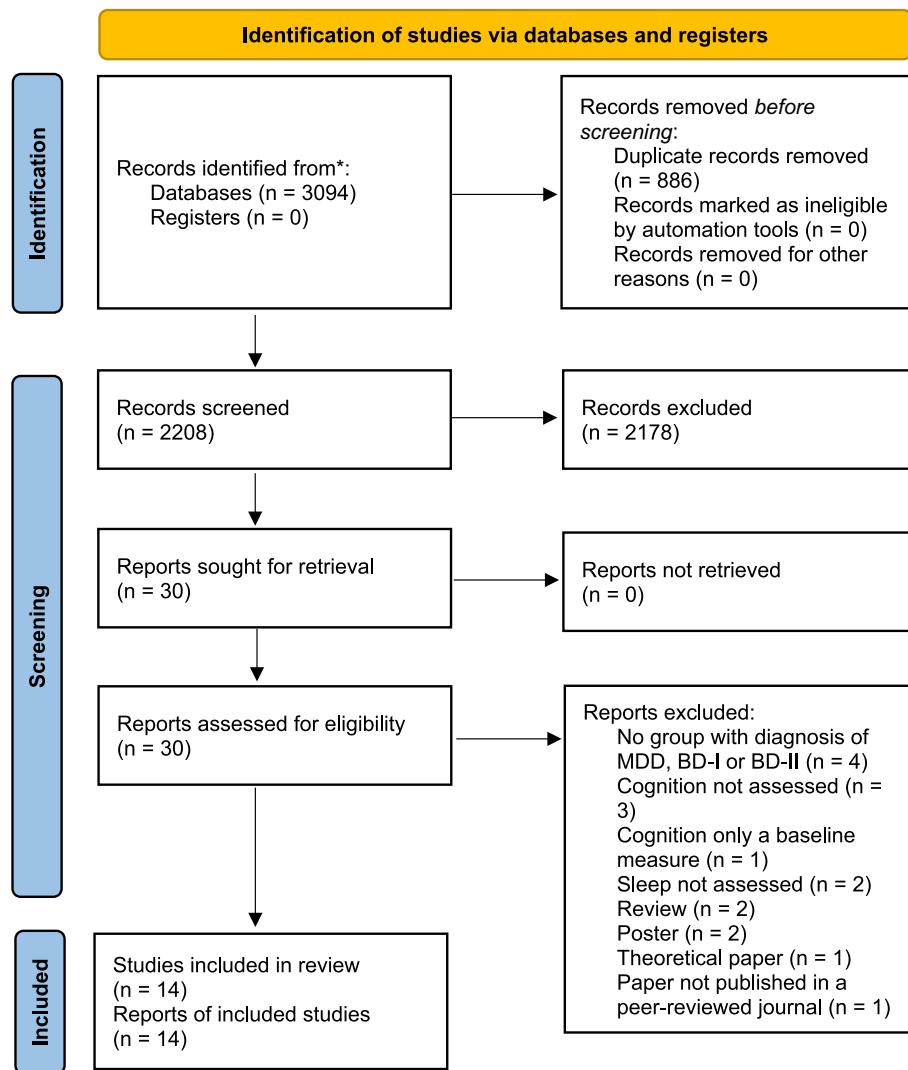 Identification of studies via databases and registers
Identification
Records identified from*:
Databases (n = 3094)
Registers (n = 0)
Records removed before
screening:
Duplicate records removed
(n = 886)
Records marked as ineligible
by automation tools (n = 0)
Records removed for other
reasons (n = 0)
Screening
Records screened
(n = 2208)
Records excluded
(n = 2178)
Reports sought for retrieval
(n = 30)
Reports not retrieved
(n = 0)
Reports assessed for eligibility
(n = 30)
Reports excluded:
No group with diagnosis of
MDD, BD-I or BD-II (n = 4)
Cognition not assessed (n =
3)
Cognition only a baseline
measure (n = 1)
Sleep not assessed (n = 2)
Review (n = 2)
Poster (n = 2)
Theoretical paper (n = 1)
Paper not published in a
peer-reviewed journal (n = 1)
Included
Studies included in review
(n = 14)
Reports of included studies
(n = 14)